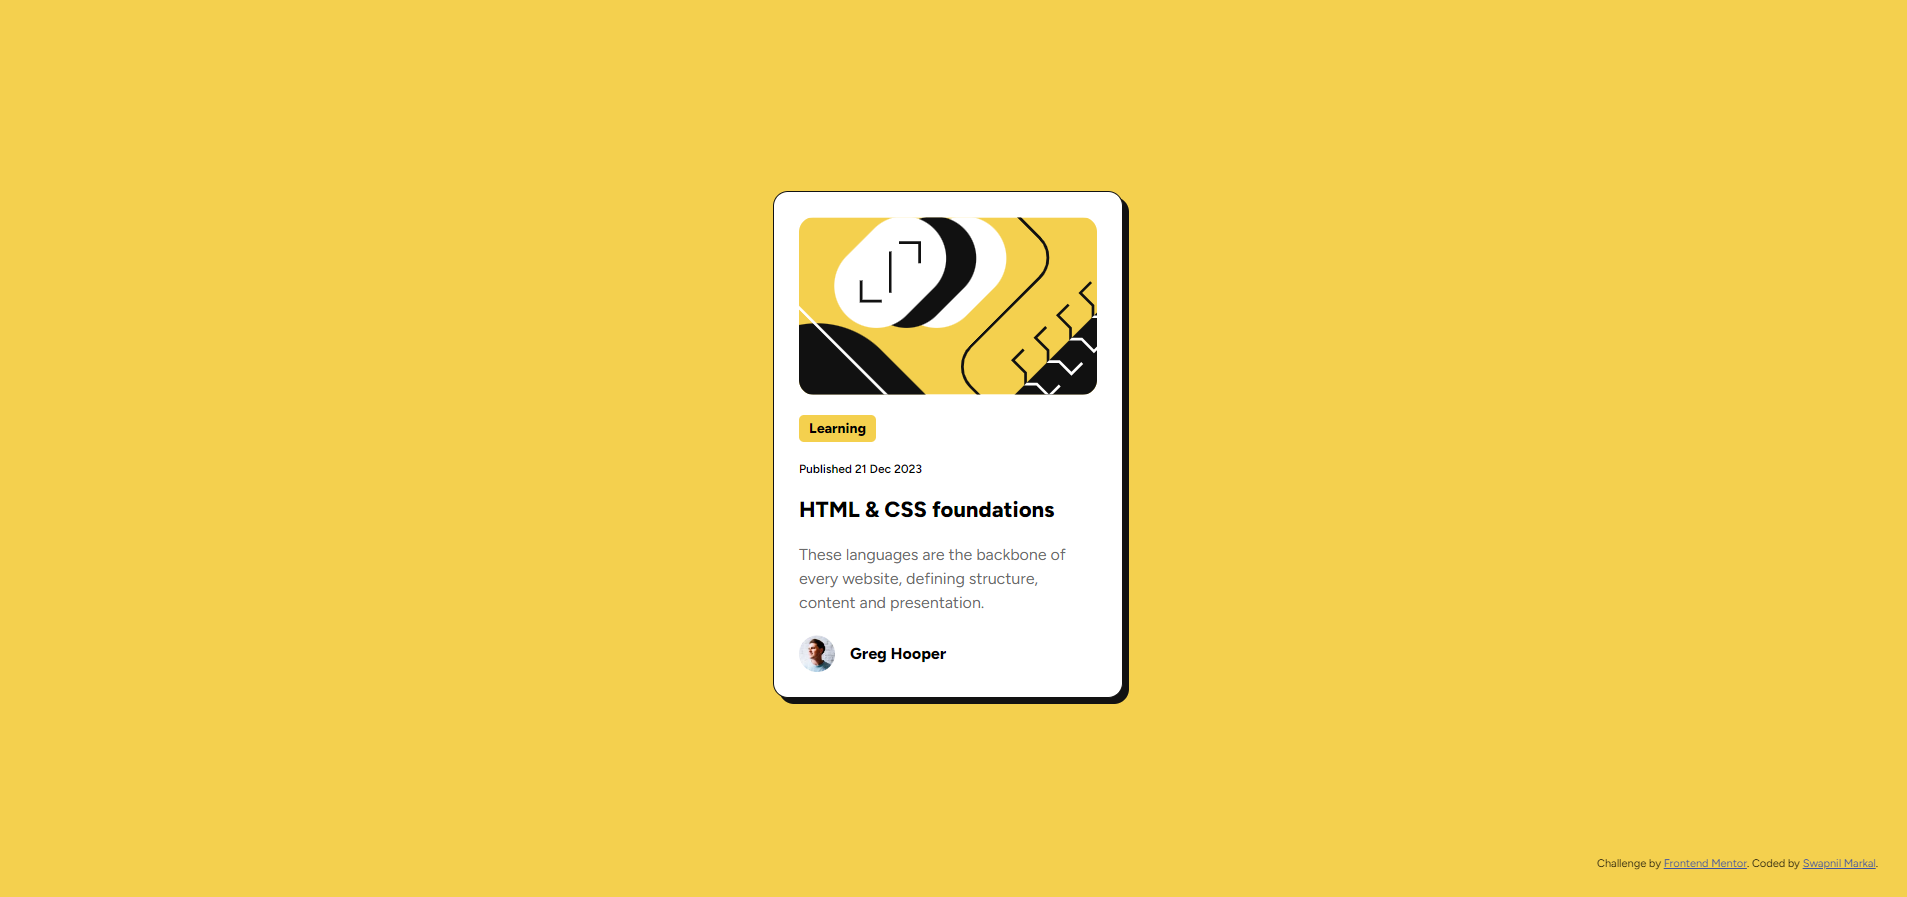 Learning
Published 21 Dec 2023
HTML & CSS foundations
These languages are the backbone of
every website, defining structure,
content and presentation.
Greg Hooper
Challenge by Frontend Mentor. Coded by Swapnil Markal.